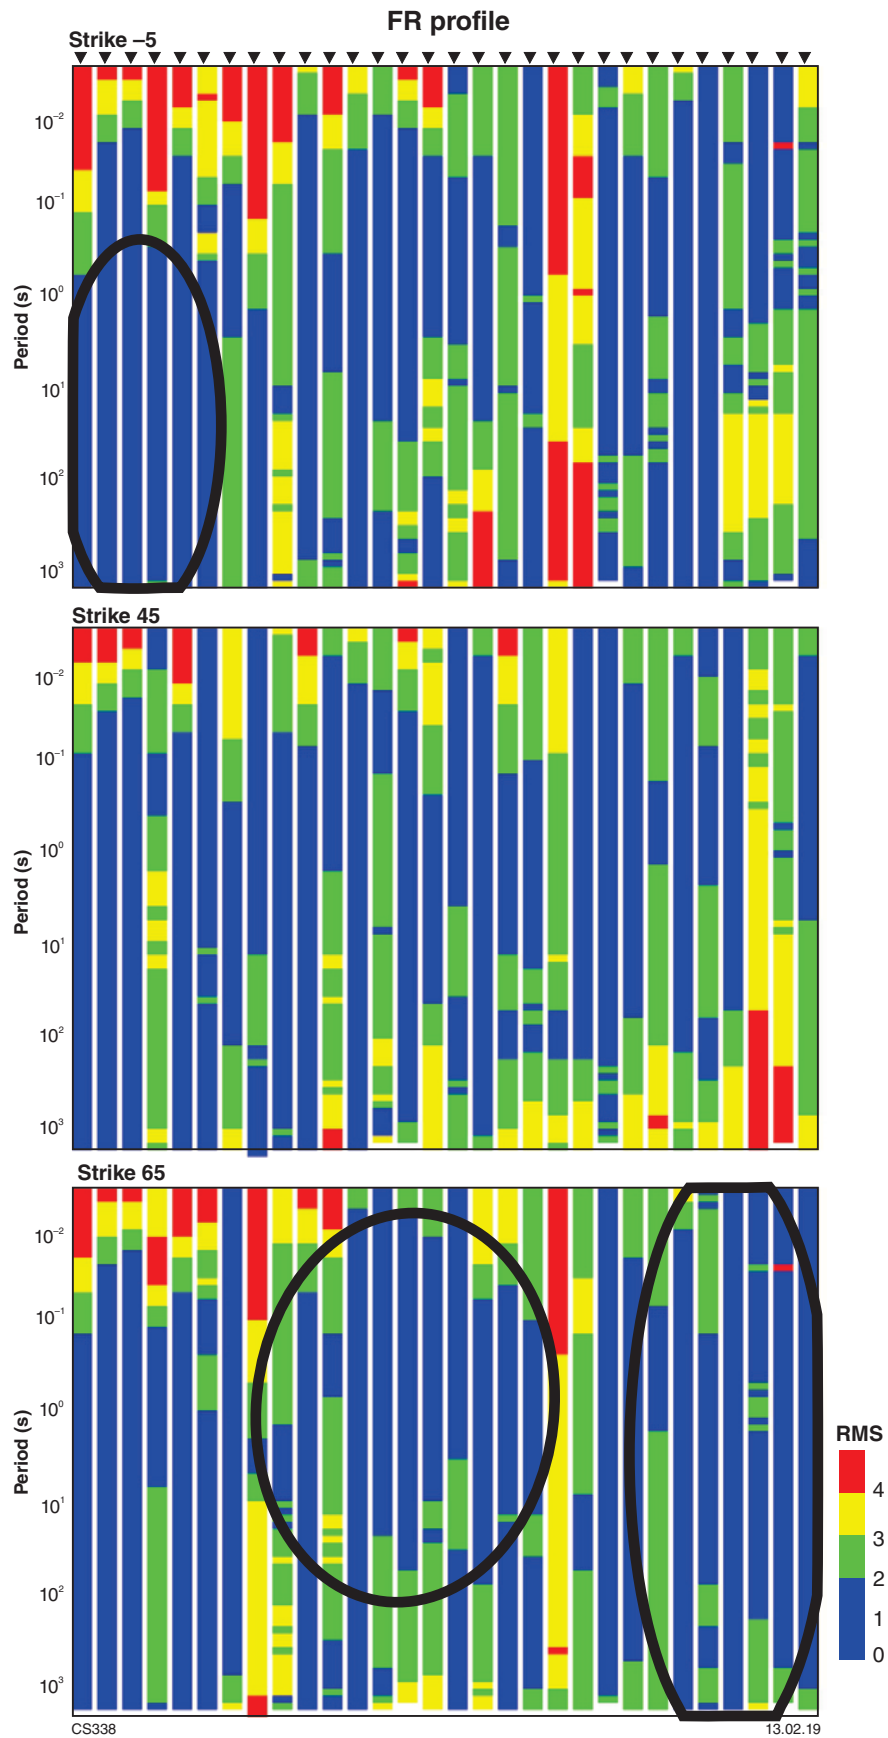 FR profile
Strike –5
Period (s)
10⁻²
10⁻¹
10⁰
10¹
10²
10³
Strike 45
Period (s)
10⁻²
10⁻¹
10⁰
10¹
10²
10³
Strike 65
Period (s)
10⁻²
10⁻¹
10⁰
10¹
10²
10³
RMS
4
3
2
1
0
CS338
13.02.19